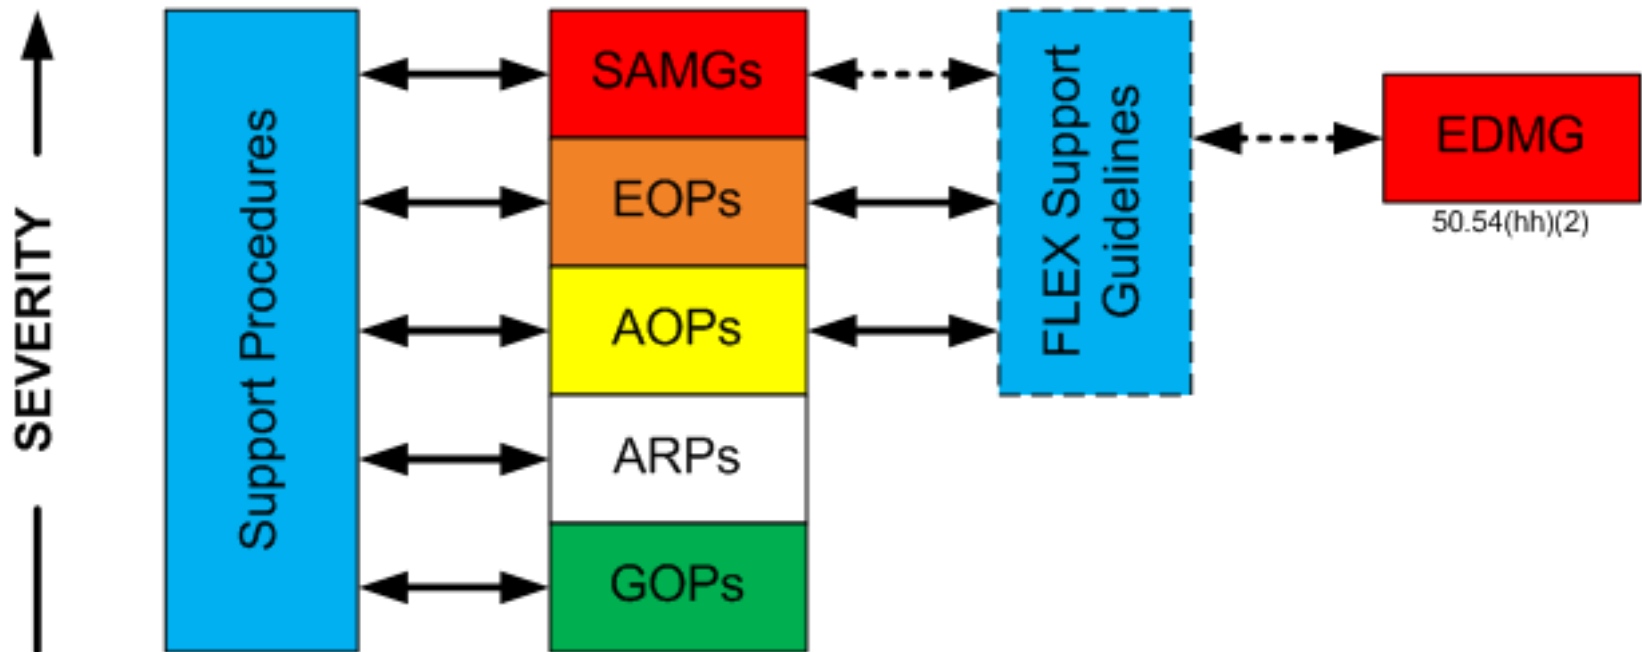 SEVERITY
Support Procedures
SAMGs
EOPs
AOPs
ARPs
GOPs
FLEX Support
Guidelines
EDMG
50.54(hh)(2)